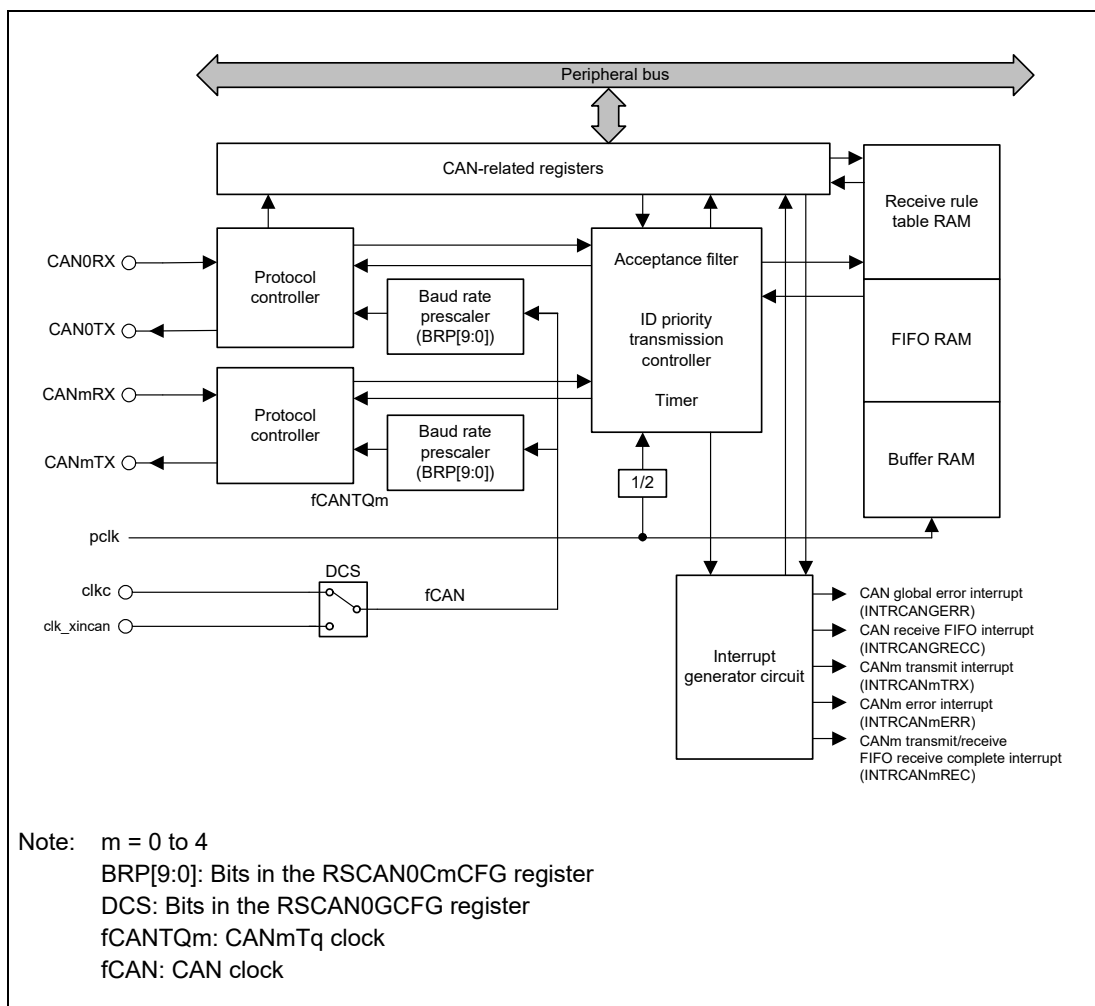 Peripheral bus
CAN-related registers
Receive rule
table RAM
CAN0RX
Protocol
controller
Acceptance filter
Baud rate
prescaler
(BRP[9:0])
CAN0TX
ID priority
transmission
controller
FIFO RAM
CANmRX
Protocol
controller
Timer
Baud rate
prescaler
(BRP[9:0])
CANmTX
Buffer RAM
1/2
fCANTQm
pclk
DCS
clkc
fCAN
clk_xincan
Interrupt
generator circuit
CAN global error interrupt
(INTRCANGERR)
CAN receive FIFO interrupt
(INTRCANGRECC)
CANm transmit interrupt
(INTRCANmTRX)
CANm error interrupt
(INTRCANmERR)
CANm transmit/receive
FIFO receive complete interrupt
(INTRCANmREC)
Note: m = 0 to 4
BRP[9:0]: Bits in the RSCAN0CmCFG register
DCS: Bits in the RSCAN0GCFG register
fCANTQm: CANmTq clock
fCAN: CAN clock